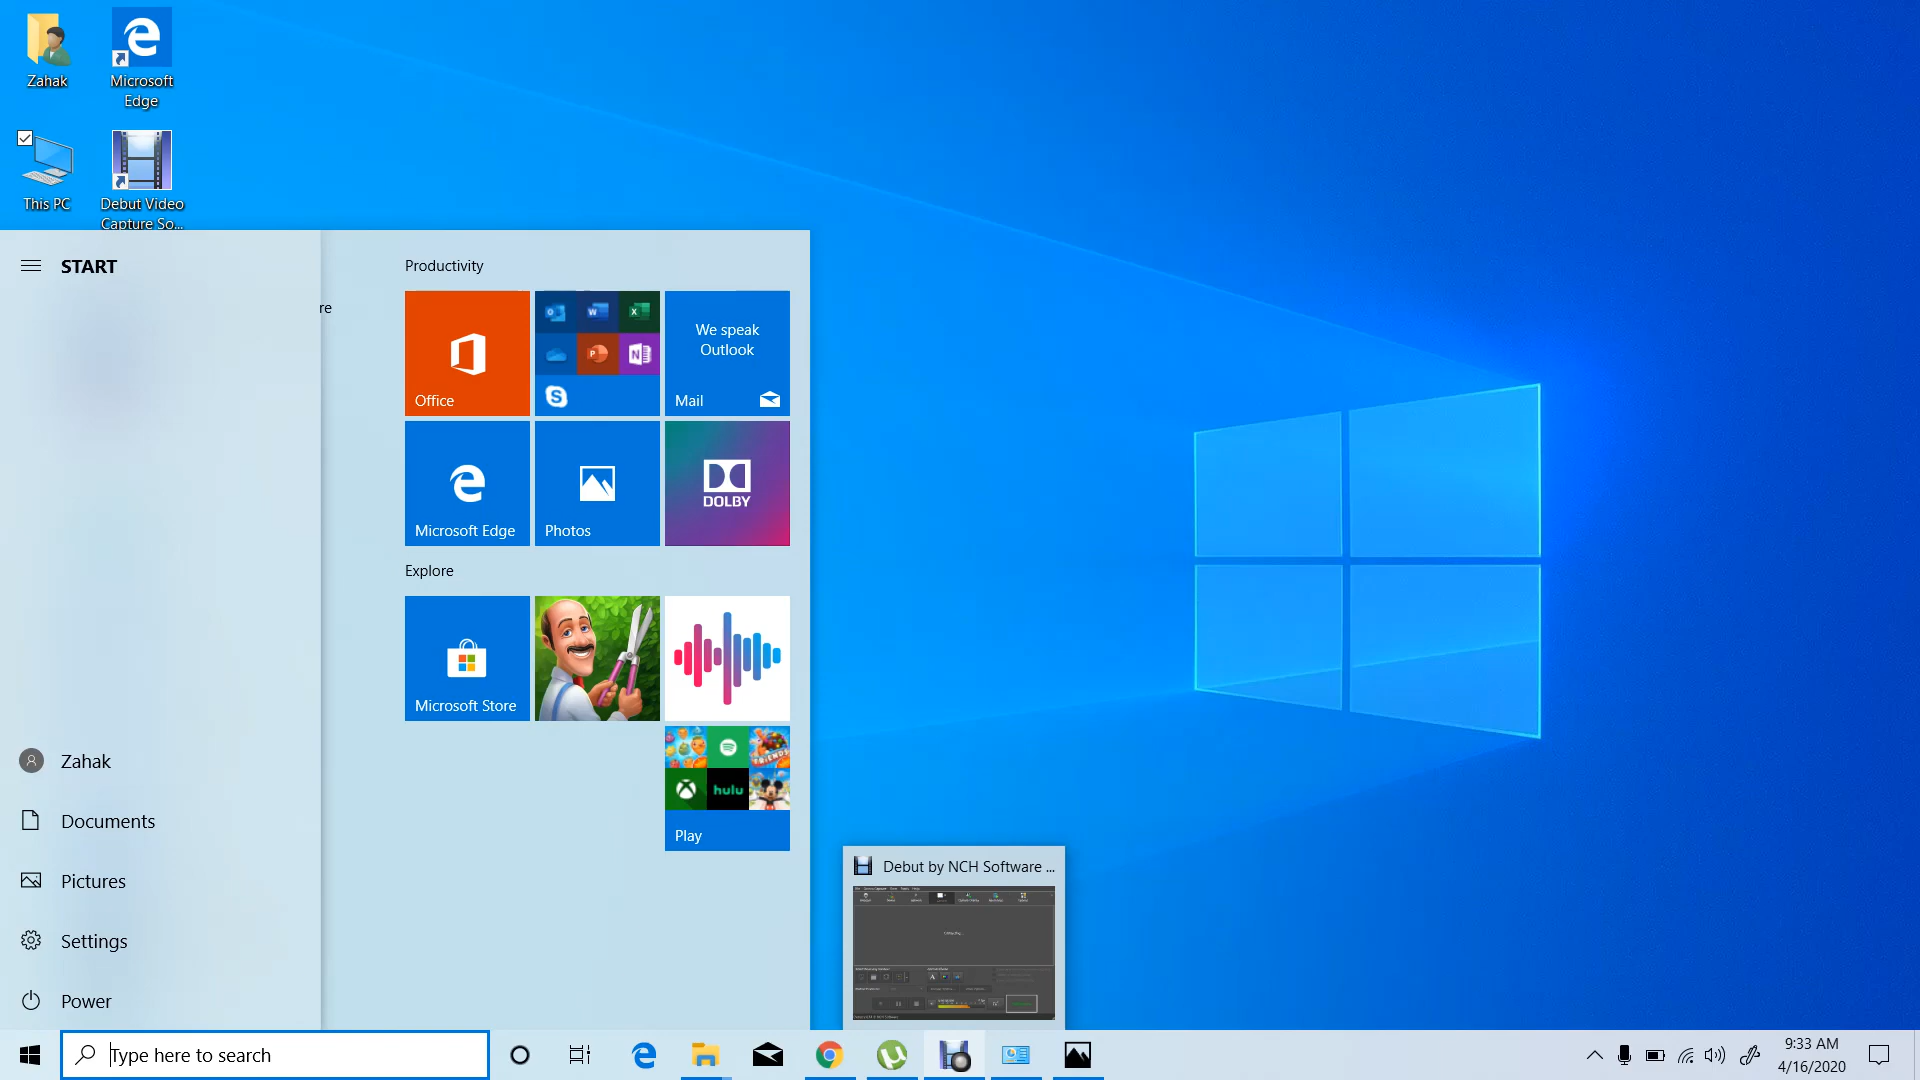 Zahak
Microsoft
Edge
This PC
Debut Video
Capture So...
START
re
Productivity
Office
We speak
Outlook
Mail
Microsoft Edge
Photos
DOLBY
Explore
Microsoft Store
hulu
Play
Zahak
Documents
Pictures
Settings
Power
Debut by NCH Software ...
Type here to search
9:33 AM
4/16/2020